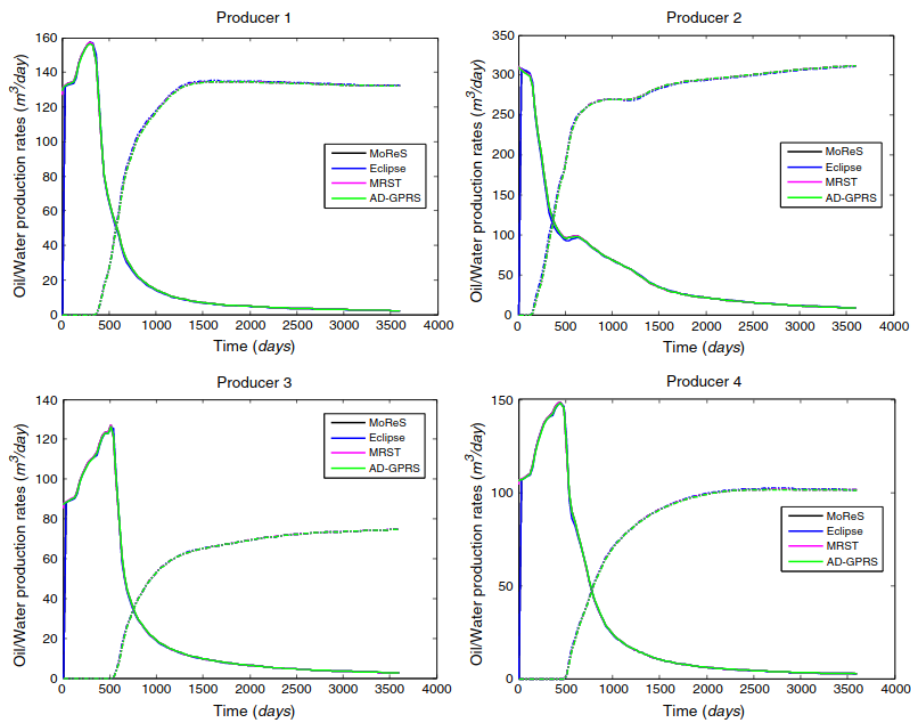 Producer 1
Oil/Water production rates (m³/day)
160
140
120
100
80
60
40
20
0
MoReS
Eclipse
MRST
AD-GPRS
0 500 1000 1500 2000 2500 3000 3500 4000
Time (days)
Producer 2
Oil/Water production rates (m³/day)
350
300
250
200
150
100
50
0
MoReS
Eclipse
MRST
AD-GPRS
0 500 1000 1500 2000 2500 3000 3500 4000
Time (days)
Producer 3
Oil/Water production rates (m³/day)
140
120
100
80
60
40
20
0
MoReS
Eclipse
MRST
AD-GPRS
0 500 1000 1500 2000 2500 3000 3500 4000
Time (days)
Producer 4
Oil/Water production rates (m³/day)
150
100
50
0
MoReS
Eclipse
MRST
AD-GPRS
0 500 1000 1500 2000 2500 3000 3500 4000
Time (days)